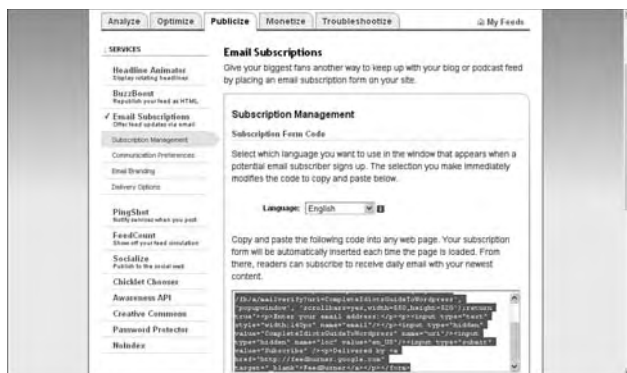 Analyze Optimize Publicize Monetize Troubleshootize My Feeds
SERVICES
Headline Animator
Display rotating headlines
BuzzBoost
Republish your feed as HTML
✓ Email Subscriptions
Offer feed updates via email
Subscription Management
Communication Preferences
Email Branding
Delivery Options
PingShot
Notify services when you post
FeedCount
Show off your feed circulation
Socialize
Publish to the social web
Chicklet Chooser
Awareness API
Creative Commons
Password Protector
NoIndex
Email Subscriptions
Give your biggest fans another way to keep up with your blog or podcast feed
by placing an email subscription form on your site.
Subscription Management
Subscription Form Code
Select which language you want to use in the window that appears when a
potential email subscriber signs up. The selection you make immediately
modifies the code to copy and paste below.
Language: English
Copy and paste the following code into any web page. Your subscription
form will be automatically inserted each time the page is loaded. From
there, readers can subscribe to receive daily email with your newest
content.
/fb/a/mailverify?uri=CompleteIdiotsGuideToWordpress',
'popupwindow', 'scrollbars=yes,width=550,height=520');return
true"><p>Enter your email address:</p><p><input type="text"
style="width:140px" name="email"/></p><input type="hidden"
value="CompleteIdiotsGuideToWordpress" name="uri"/><input
type="hidden" name="loc" value="en_US"/><input type="submit"
value="Subscribe" /><p>Delivered by <a
href="http://feedburner.google.com"
target="_blank">FeedBurner</a></p></form>